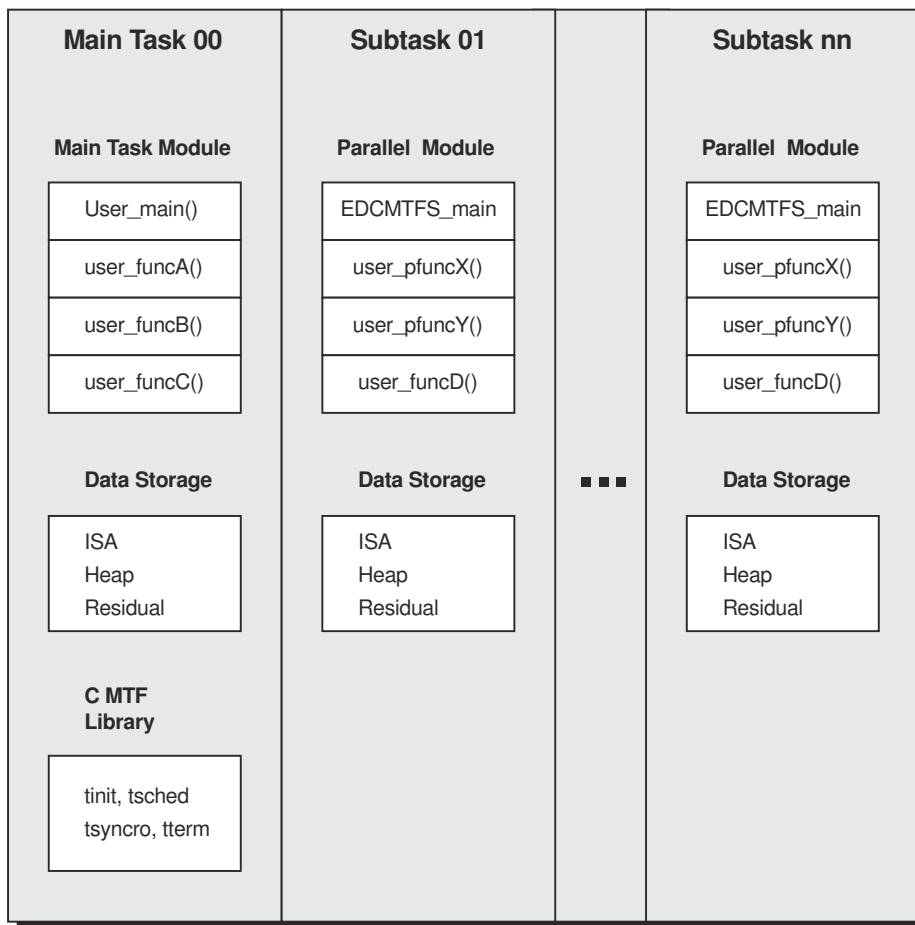 Main Task 00
Main Task Module
User_main()
user_funcA()
user_funcB()
user_funcC()
Data Storage
ISA
Heap
Residual
C MTF
Library
tinit, tsched
tsyncro, tterm
Subtask 01
Parallel Module
EDCMTFS_main
user_pfuncX()
user_pfuncY()
user_funcD()
Data Storage
ISA
Heap
Residual
Subtask nn
Parallel Module
EDCMTFS_main
user_pfuncX()
user_pfuncY()
user_funcD()
Data Storage
ISA
Heap
Residual